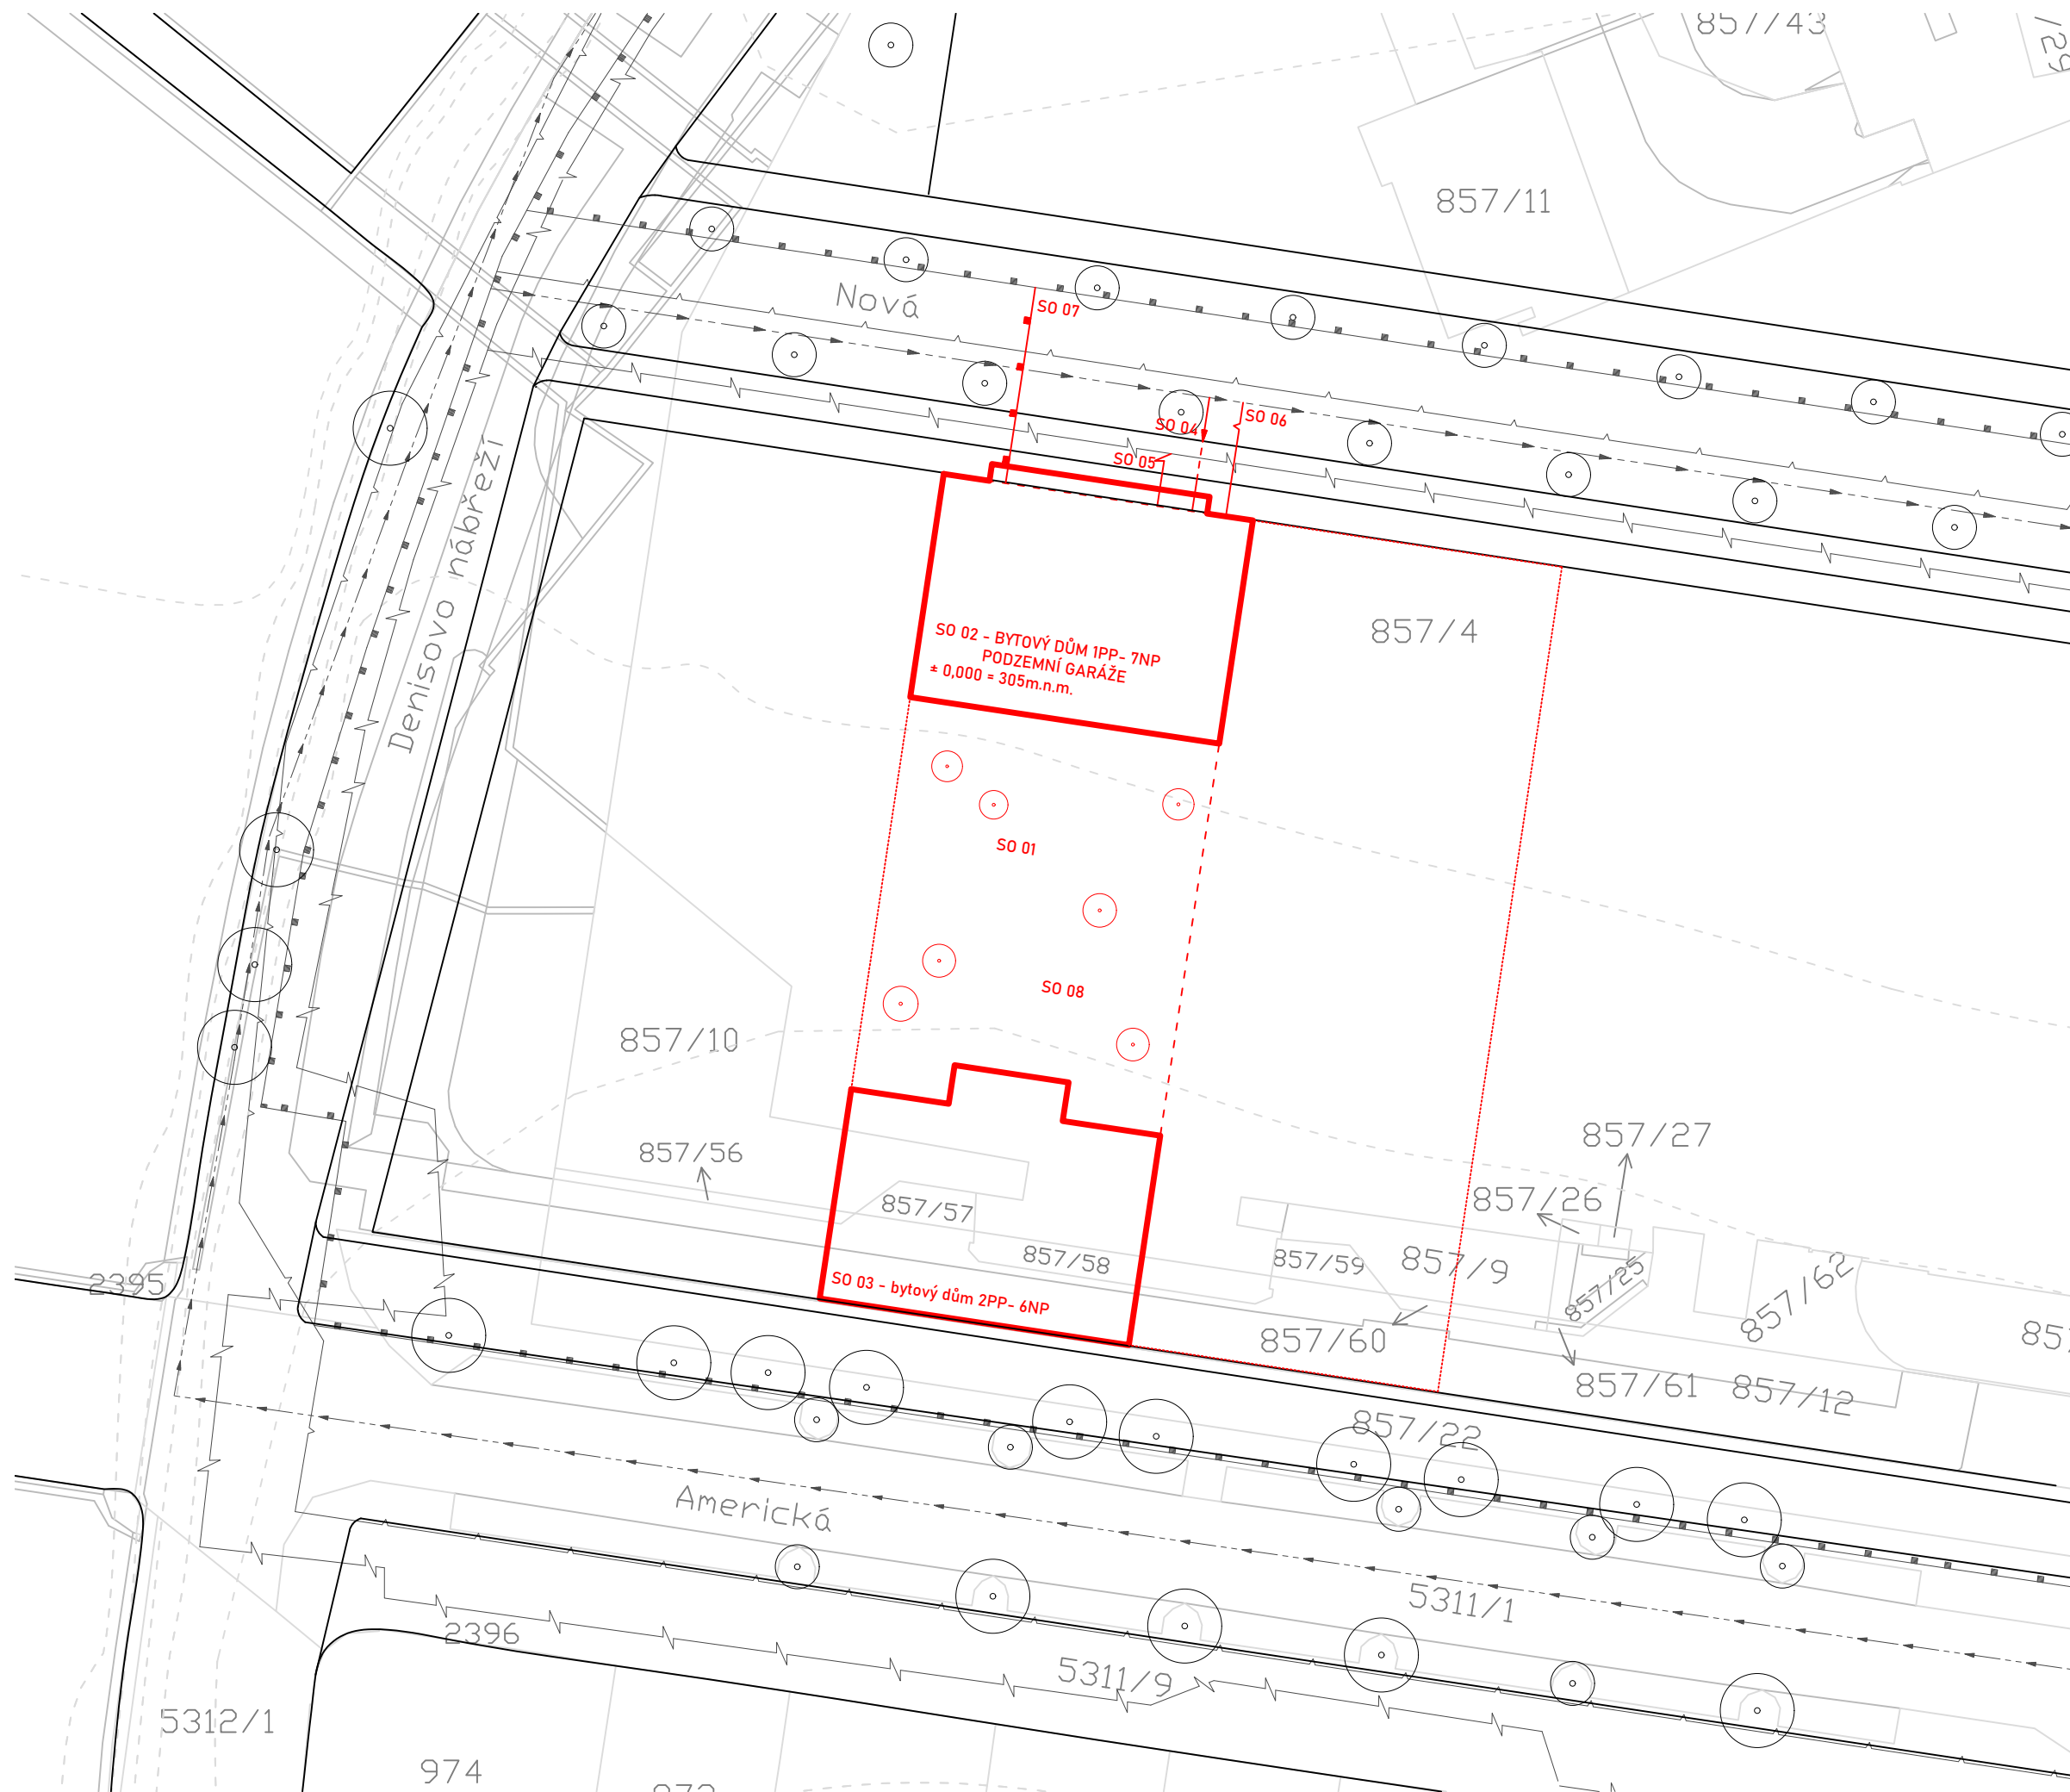 857/43
/29
857/11
Nová
SO 07
SO 04
SO 06
SO 05
Denisovo nábřeží
857/4
SO 02 - BYTOVÝ DŮM 1PP- 7NP
PODZEMNÍ GARÁŽE
± 0,000 = 305m.n.m.
SO 01
SO 08
857/10
857/56
857/57
857/58
857/59
857/9
857/26
857/27
857/25
857/62
857/60
857/61
857/12
857/22
SO 03 - bytový dům 2PP- 6NP
2395
Americká
5311/1
2396
5311/9
5312/1
974